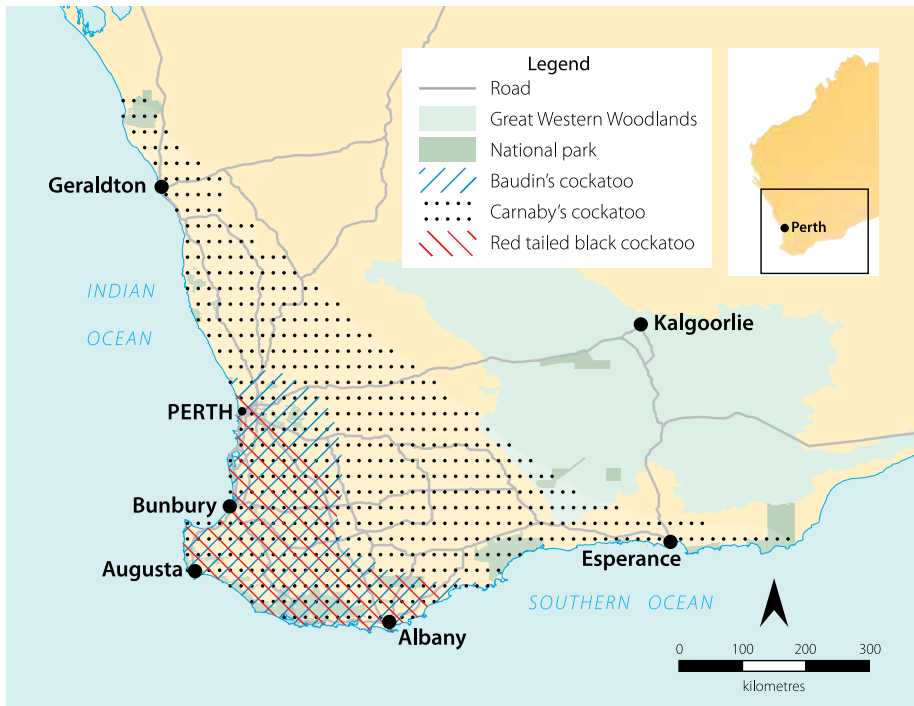 Legend
Road
Great Western Woodlands
National park
Baudin's cockatoo
Carnaby's cockatoo
Red tailed black cockatoo
Perth
Geraldton
INDIAN
OCEAN
Kalgoorlie
PERTH
Bunbury
Augusta
Esperance
SOUTHERN OCEAN
Albany
0 100 200 300
kilometres